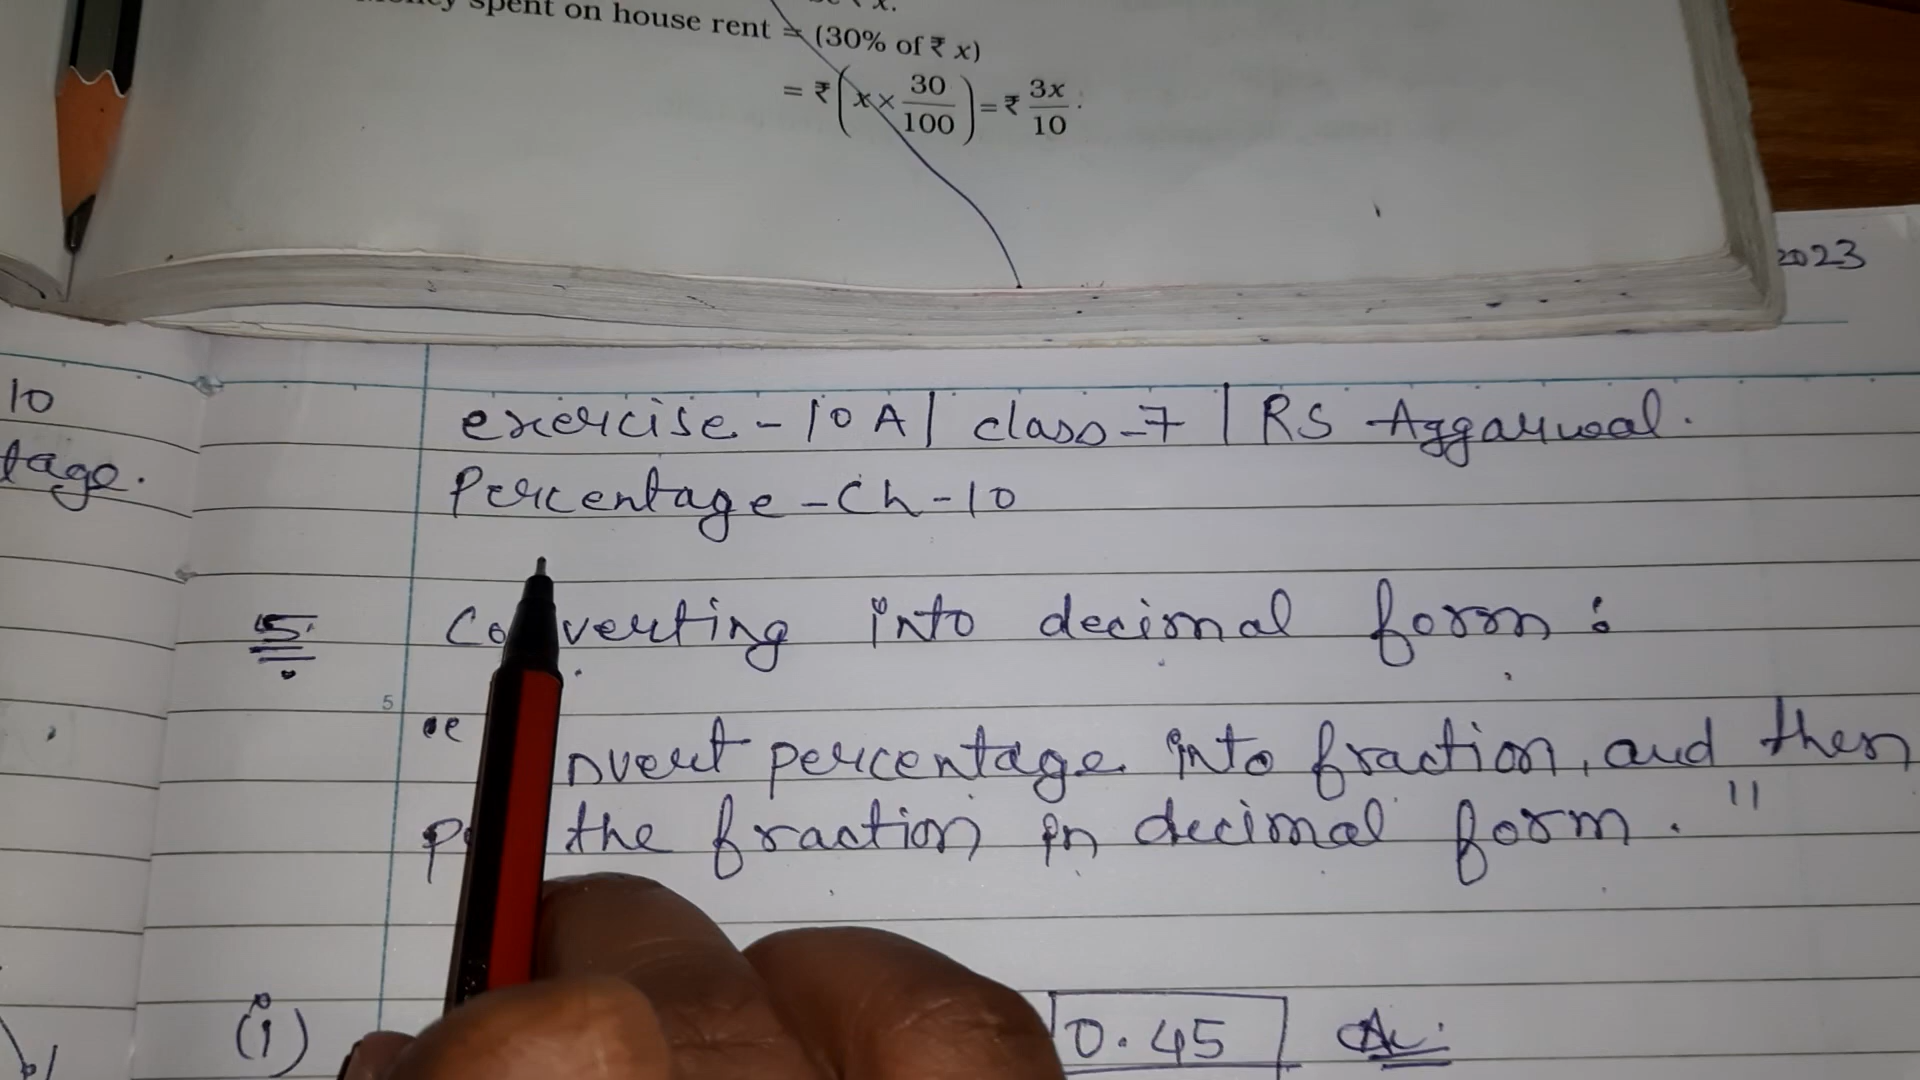 spent on house rent = (30% of ₹ x)
= ₹ (x × 30/100) = ₹ 3x/10.
2023
10
tage.
exercise - 10 A | class - 7 | RS Aggarwal.
Percentage - Ch - 10
5. Converting into decimal form :
5
" nvert percentage into fraction, and then
the fraction in decimal form. "
(i) 0.45